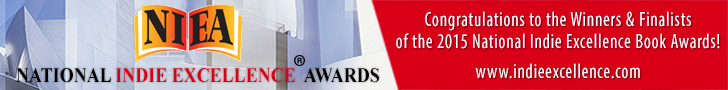 NIEA
NATIONAL INDIE EXCELLENCE® AWARDS
Congratulations to the Winners & Finalists
of the 2015 National Indie Excellence Book Awards!
www.indieexcellence.com